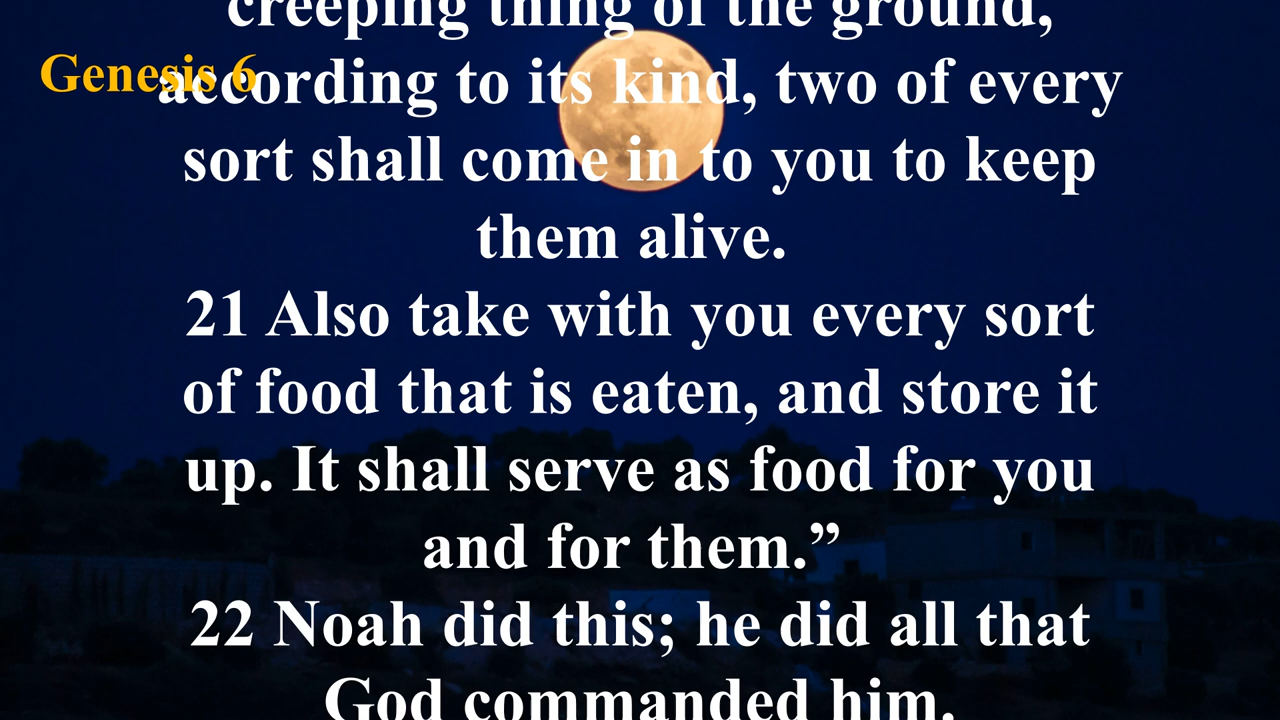 creeping thing of the ground,
Genesis 6
according to its kind, two of every
sort shall come in to you to keep
them alive.
21 Also take with you every sort
of food that is eaten, and store it
up. It shall serve as food for you
and for them.”
22 Noah did this; he did all that
God commanded him.